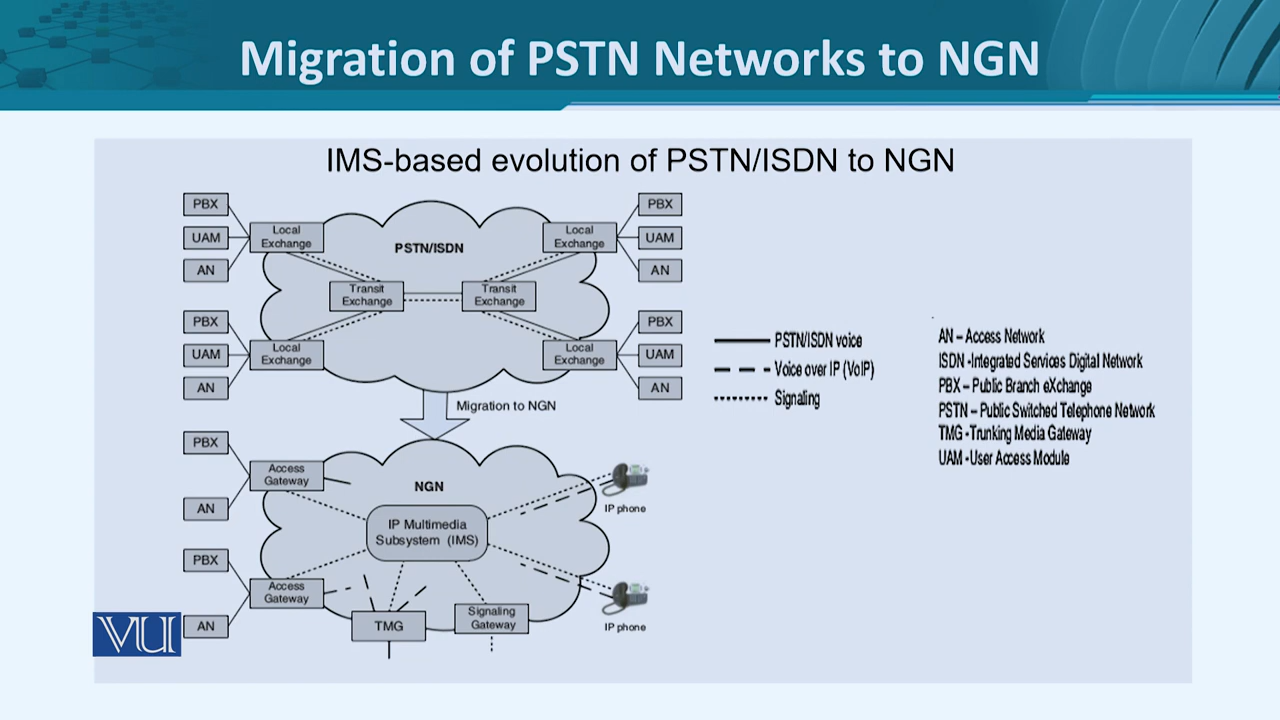 Migration of PSTN Networks to NGN
IMS-based evolution of PSTN/ISDN to NGN
PBX
UAM
AN
Local
Exchange
PSTN/ISDN
Local
Exchange
PBX
UAM
AN
Transit
Exchange
Transit
Exchange
PBX
UAM
AN
Local
Exchange
Local
Exchange
PBX
UAM
AN
Migration to NGN
PSTN/ISDN voice
Voice over IP (VoIP)
Signaling
AN – Access Network
ISDN -Integrated Services Digital Network
PBX – Public Branch eXchange
PSTN – Public Switched Telephone Network
TMG -Trunking Media Gateway
UAM -User Access Module
PBX
AN
Access
Gateway
NGN
IP Multimedia
Subsystem (IMS)
IP phone
PBX
AN
Access
Gateway
TMG
Signaling
Gateway
IP phone
VU